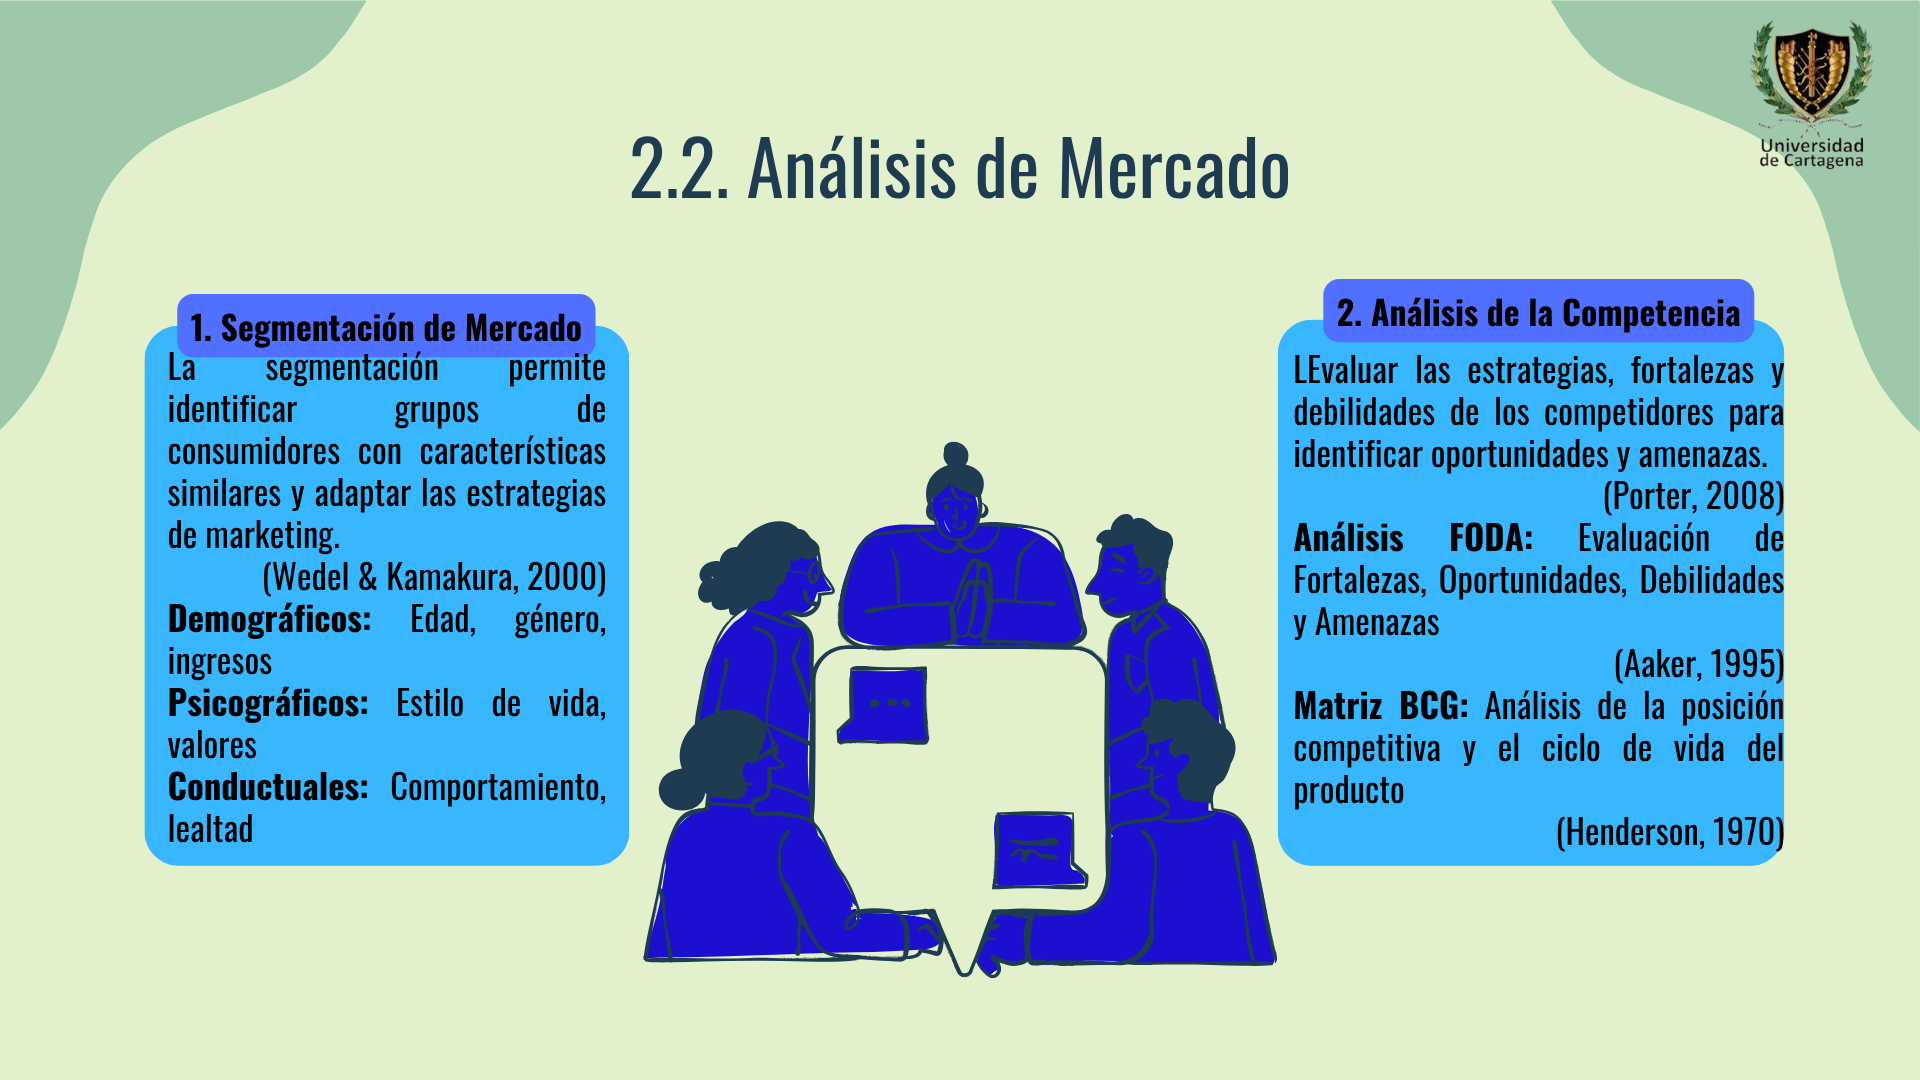 Universidad
de Cartagena
2.2. Análisis de Mercado
1. Segmentación de Mercado
La segmentación permite
identificar grupos de
consumidores con características
similares y adaptar las estrategias
de marketing.
(Wedel & Kamakura, 2000)
Demográficos: Edad, género,
ingresos
Psicográficos: Estilo de vida,
valores
Conductuales: Comportamiento,
lealtad
2. Análisis de la Competencia
LEvaluar las estrategias, fortalezas y
debilidades de los competidores para
identificar oportunidades y amenazas.
(Porter, 2008)
Análisis FODA: Evaluación de
Fortalezas, Oportunidades, Debilidades
y Amenazas
(Aaker, 1995)
Matriz BCG: Análisis de la posición
competitiva y el ciclo de vida del
producto
(Henderson, 1970)